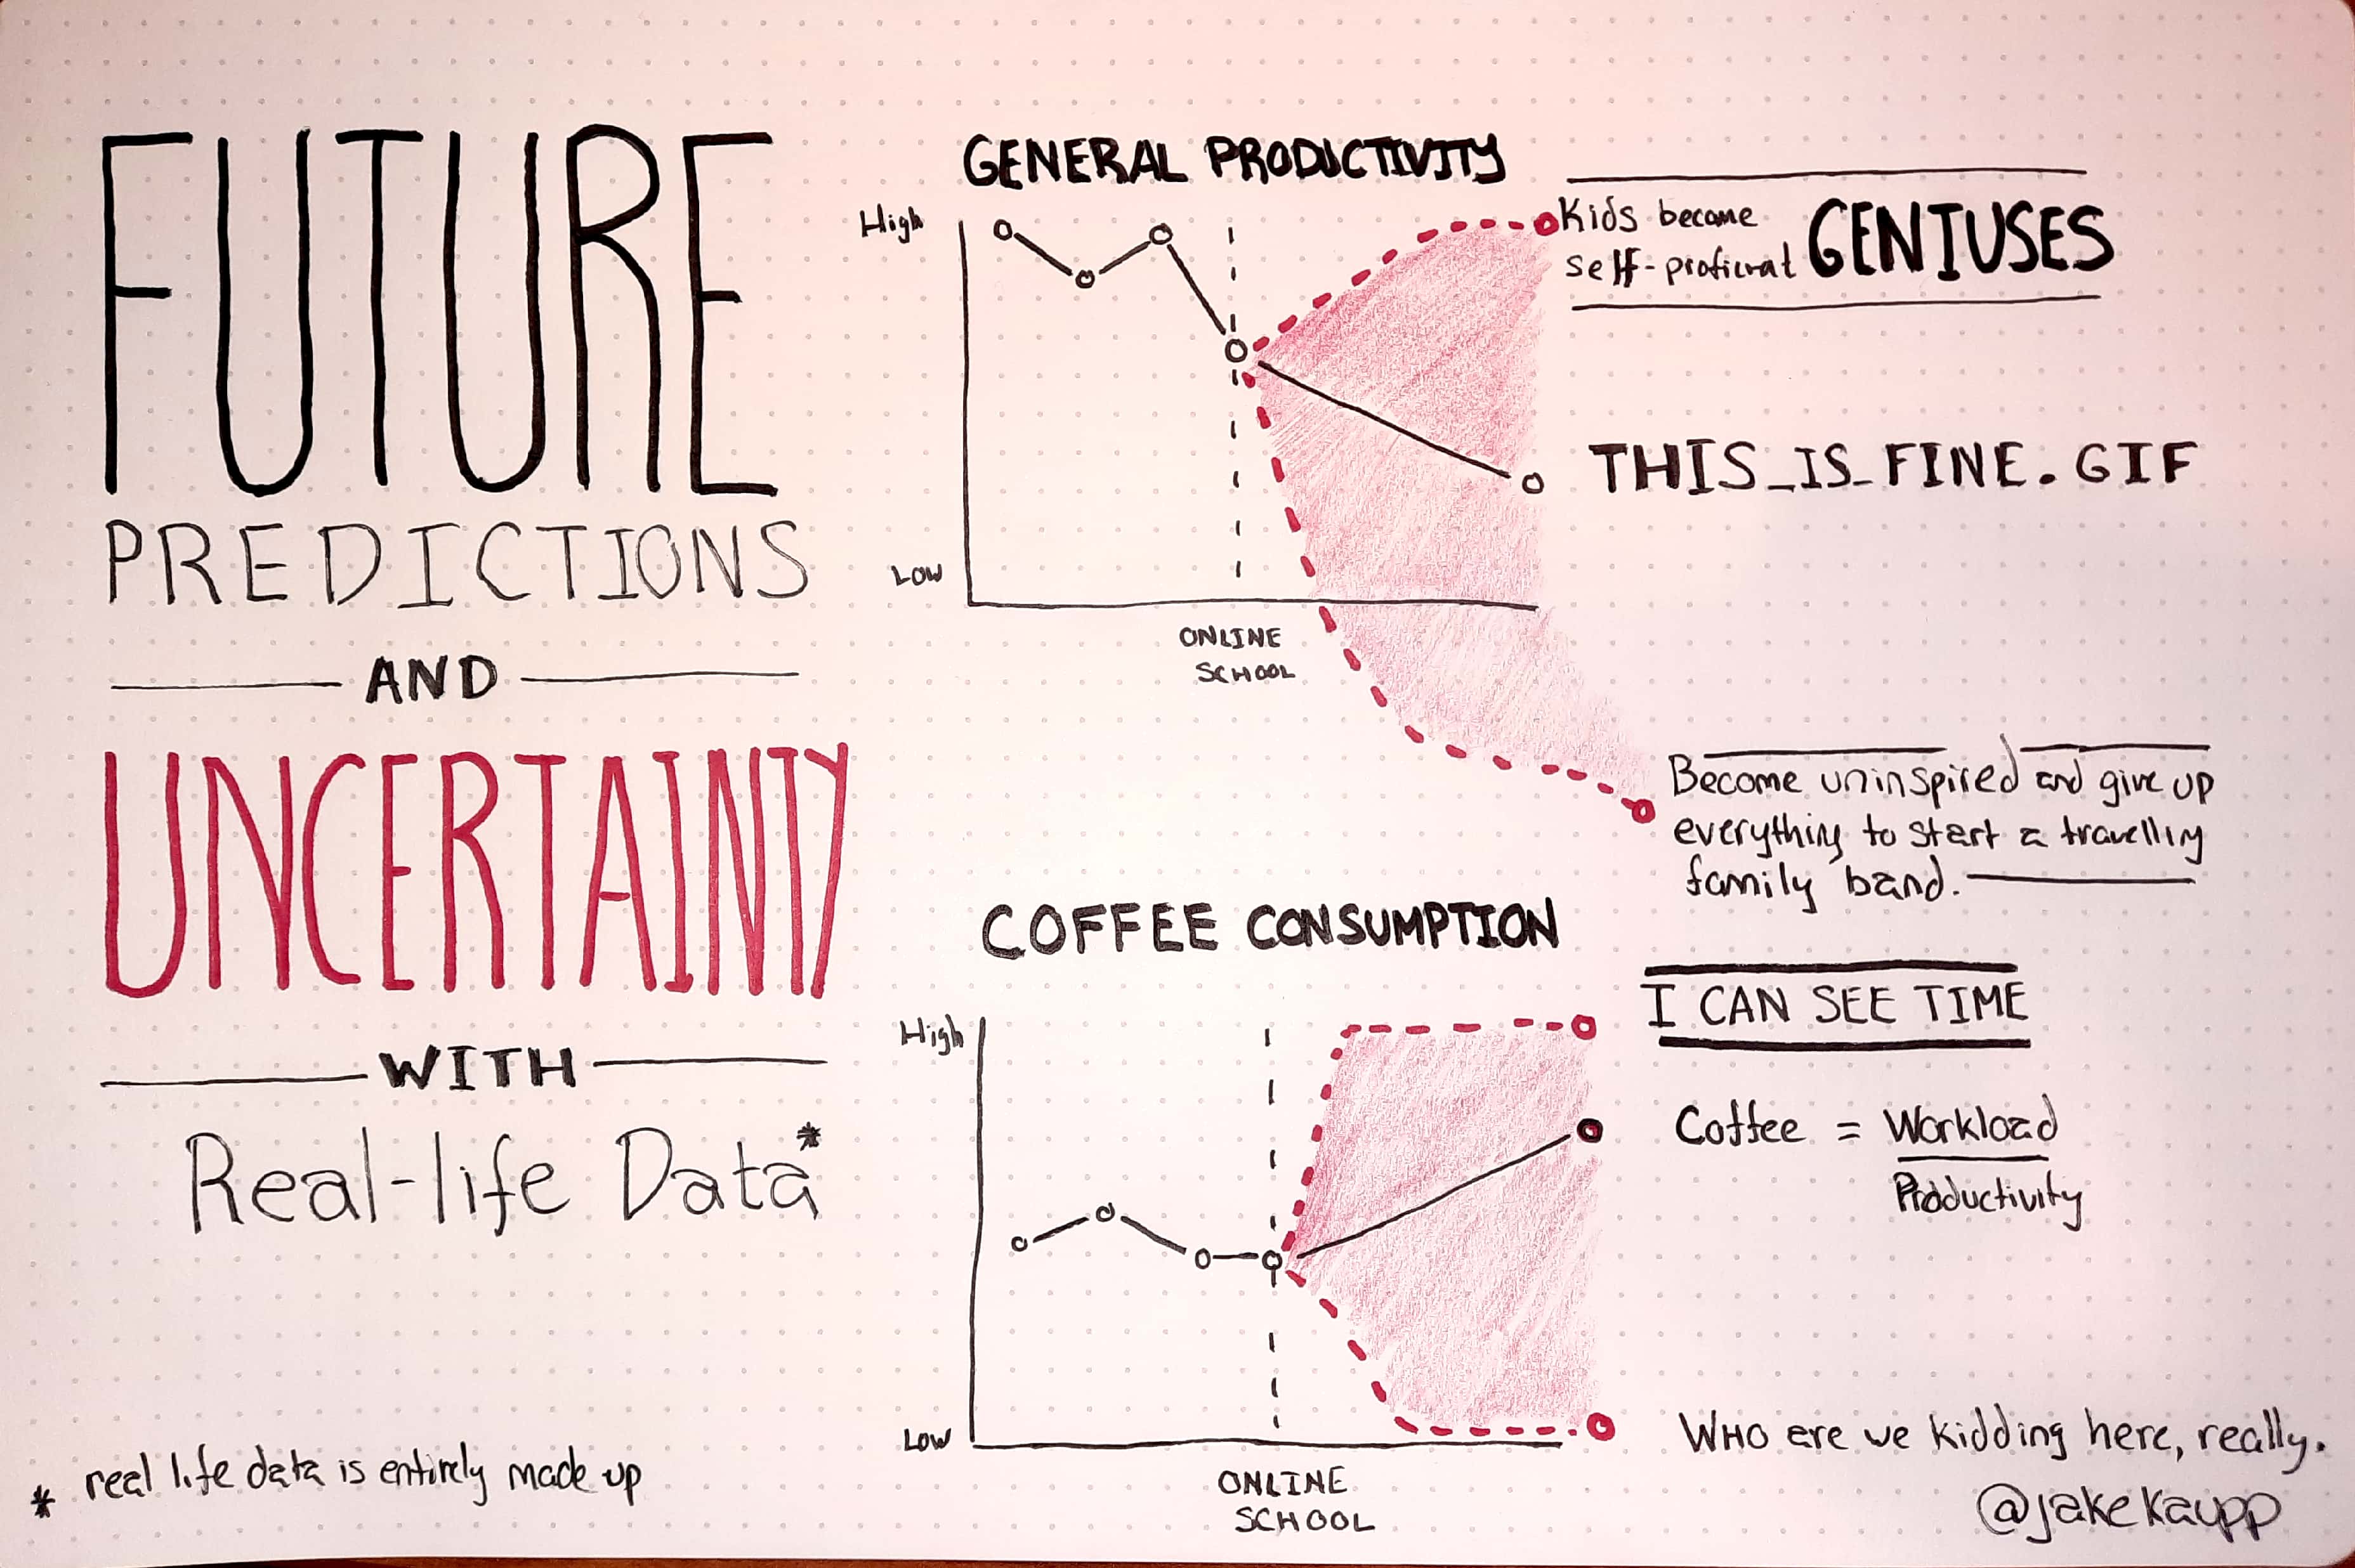 FUTURE
PREDICTIONS
AND
UNCERTAINTY
WITH
Real-life Data*
* real life data is entirely made up
GENERAL PRODUCTIVITY
High
Low
ONLINE
SCHOOL
Kids become
self-proficient GENIUSES
THIS_IS_FINE.GIF
Become uninspired and give up
everything to start a travelling
family band.
COFFEE CONSUMPTION
High
Low
ONLINE
SCHOOL
I CAN SEE TIME
Coffee = Workload
Productivity
WHO are we kidding here, really.
@jakekaupp